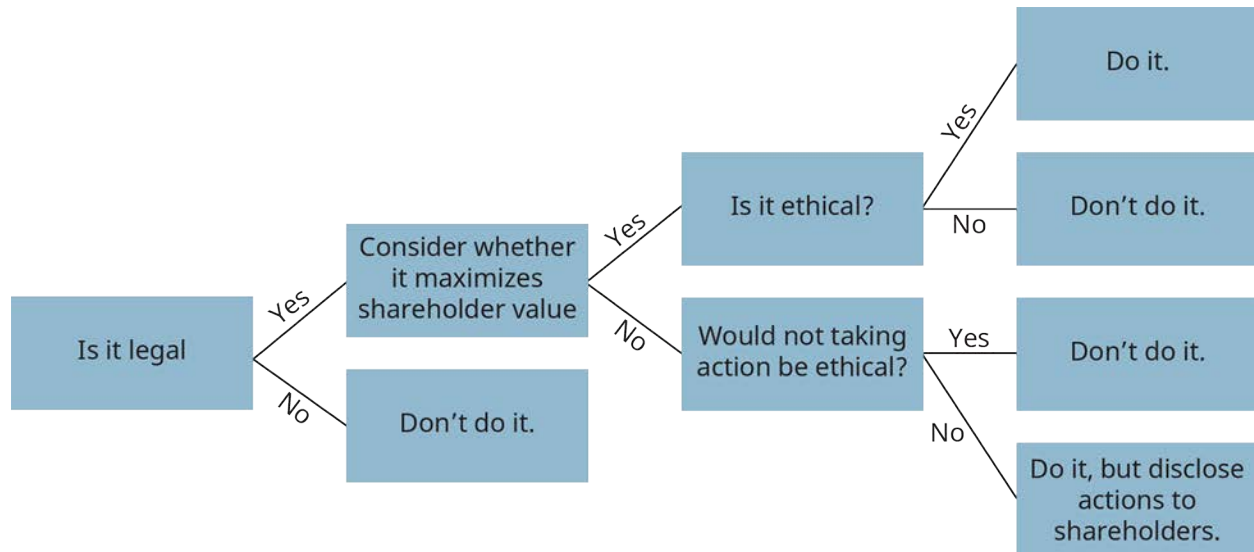 Is it legal
Yes
No
Consider whether
it maximizes
shareholder value
Don’t do it.
Yes
No
Is it ethical?
Would not taking
action be ethical?
Yes
No
Yes
No
Do it.
Don’t do it.
Don’t do it.
Do it, but disclose
actions to
shareholders.